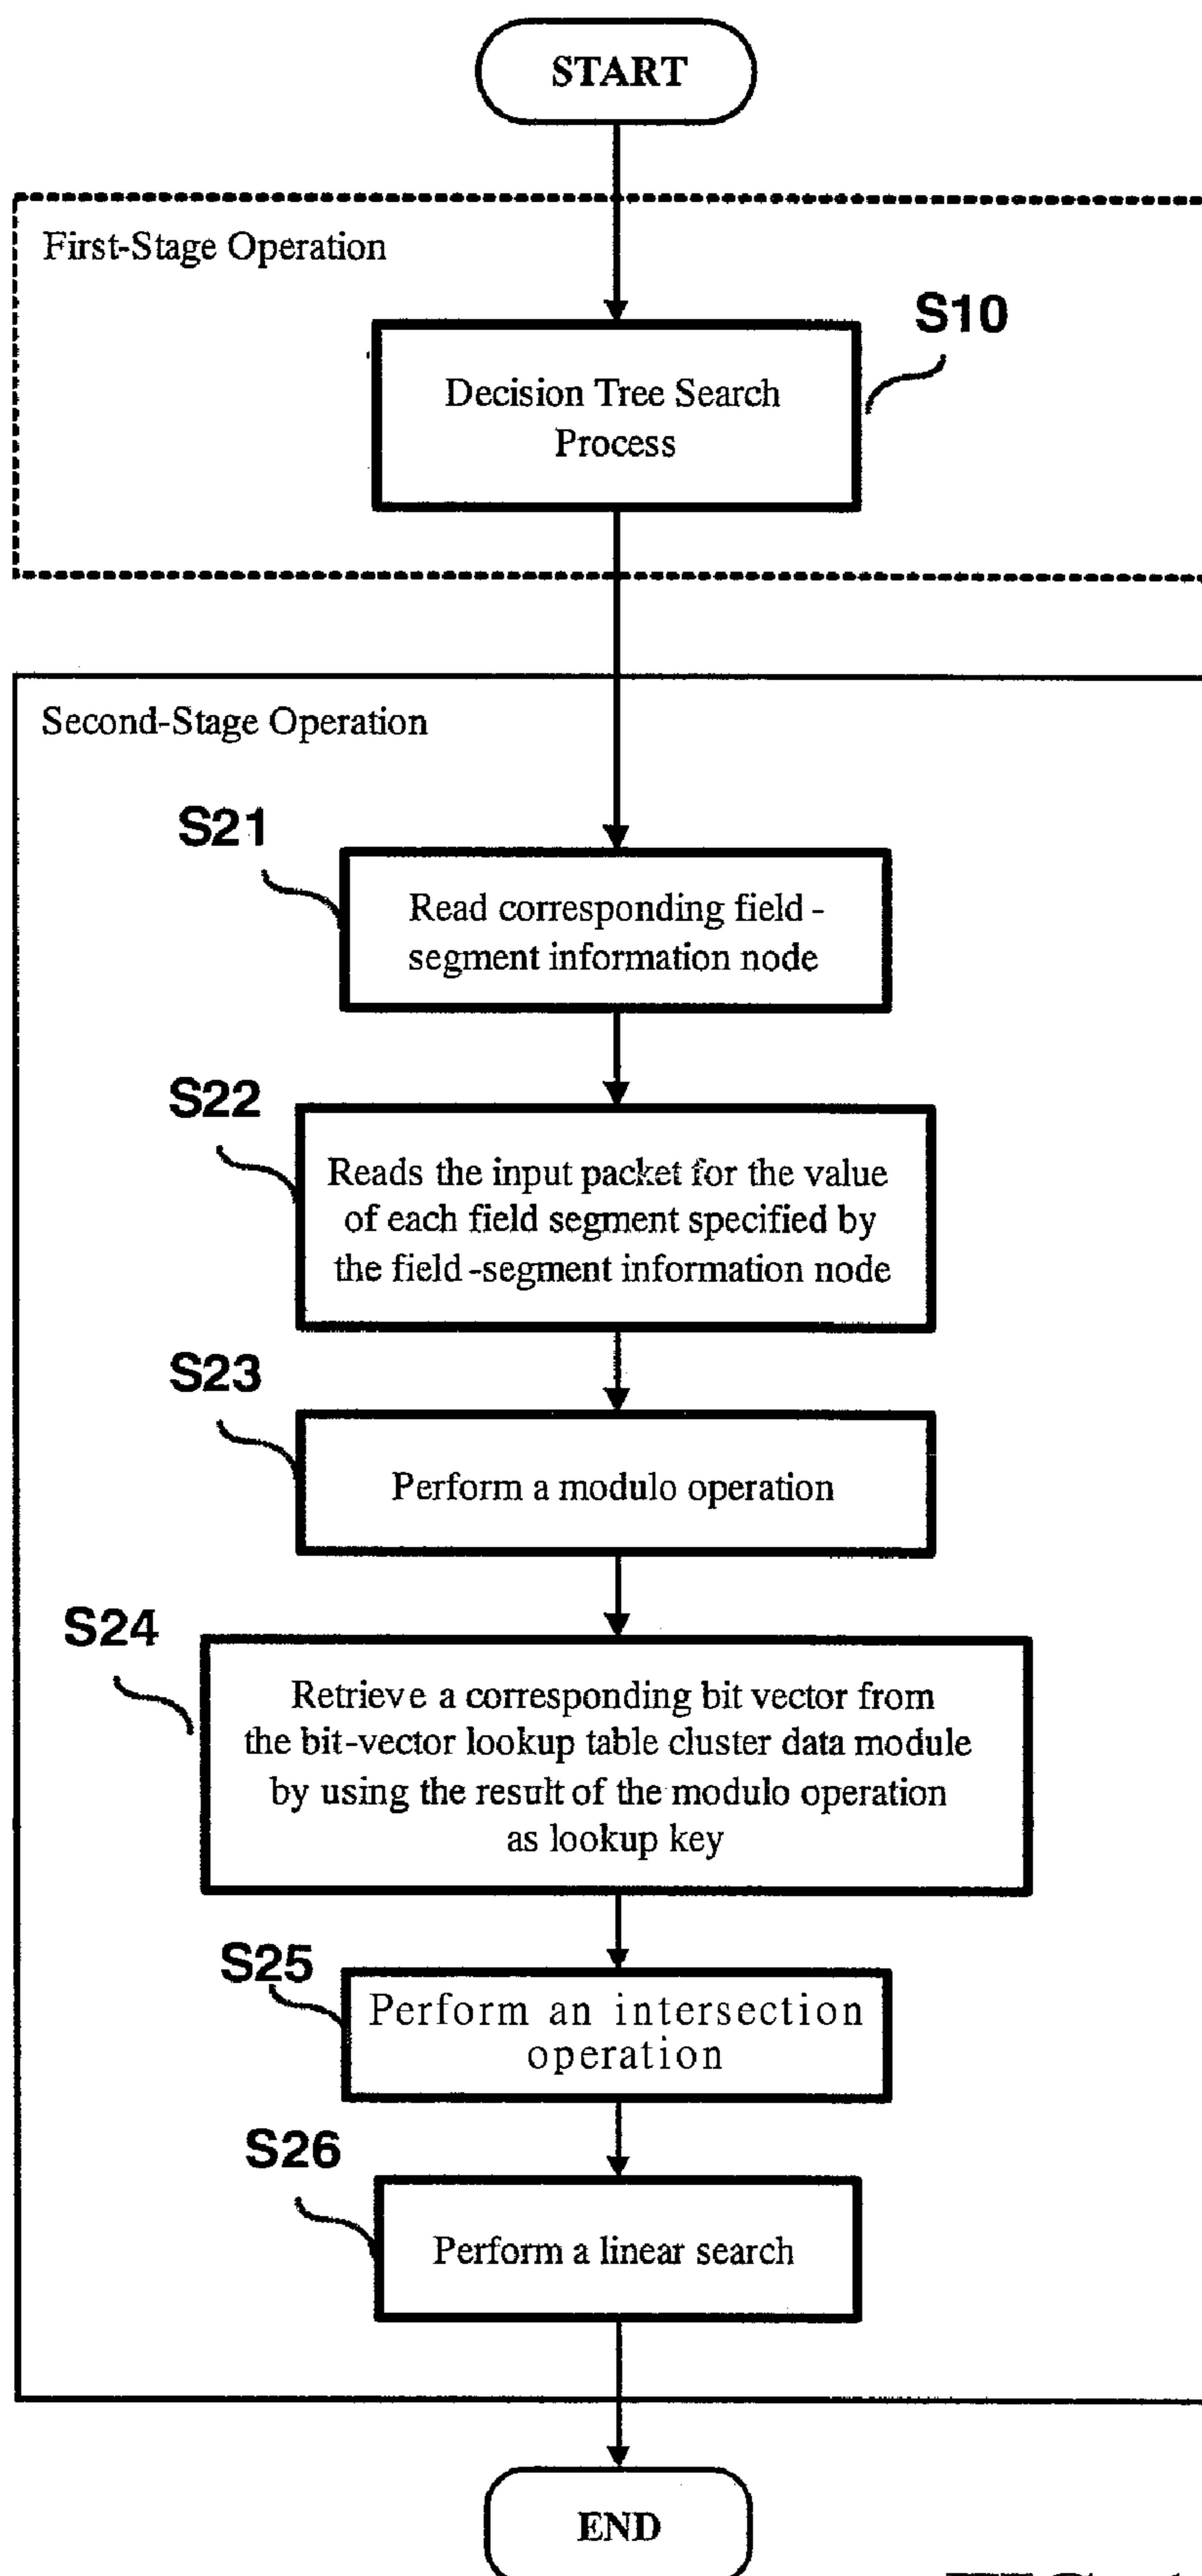 START
First-Stage Operation
S10
Decision Tree Search
Process
Second-Stage Operation
S21
Read corresponding field -
segment information node
S22
Reads the input packet for the value
of each field segment specified by
the field -segment information node
S23
Perform a modulo operation
S24
Retrieve a corresponding bit vector from
the bit-vector lookup table cluster data module
by using the result of the modulo operation
as lookup key
S25
Perform an intersection
operation
S26
Perform a linear search
END